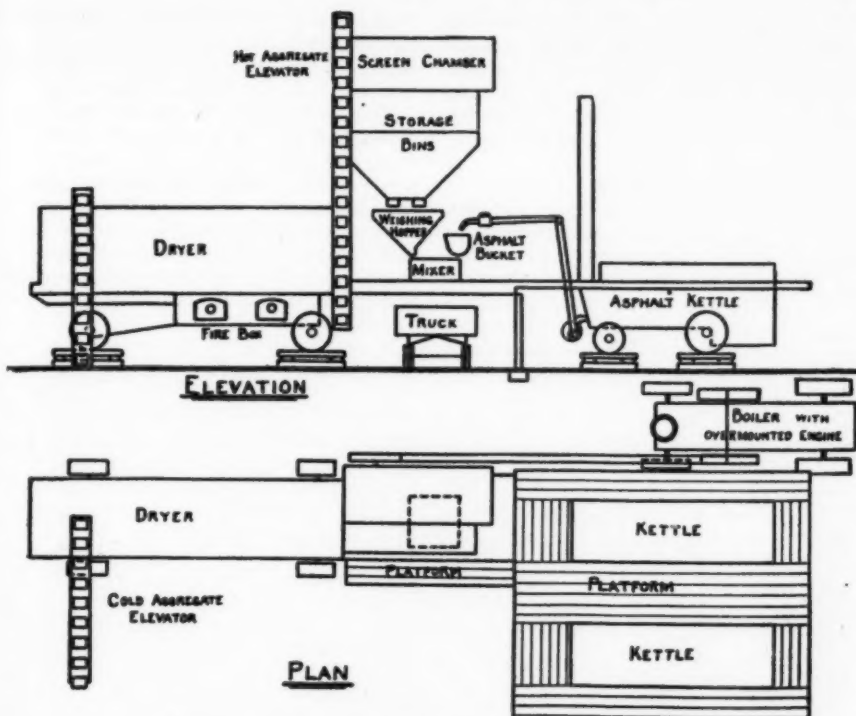 HOT AGGREGATE
ELEVATOR
SCREEN CHAMBER
STORAGE
BINS
WEIGHING
HOPPER
ASPHALT
BUCKET
DRYER
MIXER
ASPHALT KETTLE
TRUCK
FIRE BOX
ELEVATION
BOILER WITH
OVERMOUNTED ENGINE
DRYER
KETTLE
PLATFORM
PLATFORM
COLD AGGREGATE
ELEVATOR
KETTLE
PLAN